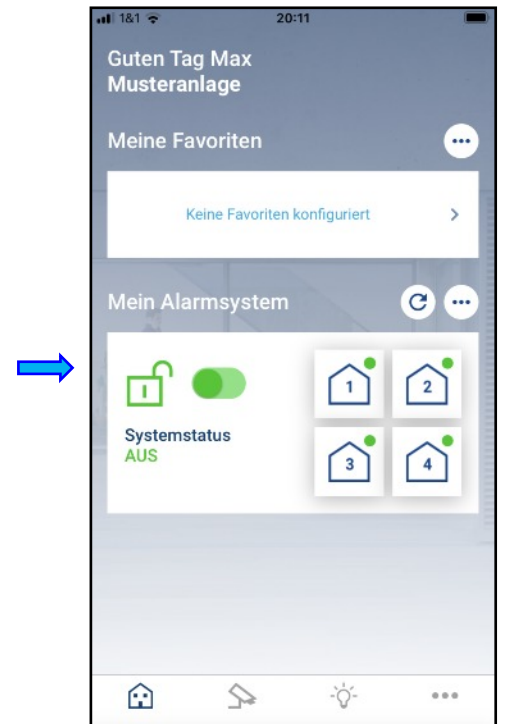 1&1 20:11
Guten Tag Max
Musteranlage
Meine Favoriten
Keine Favoriten konfiguriert
Mein Alarmsystem
1 2
Systemstatus
AUS
3 4